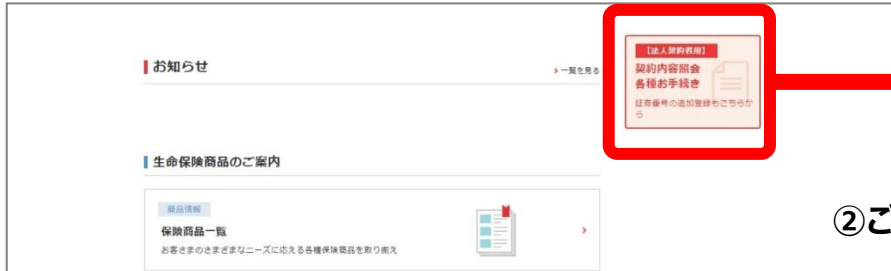 お知らせ
一覧を見る
【法人契約者用】
契約内容照会
各種お手続き
証券番号の追加登録もこちらか
ら
生命保険商品のご案内
商品情報
保険商品一覧
お客さまのさまざまなニーズに応える各種保険商品を取り揃え
②ご